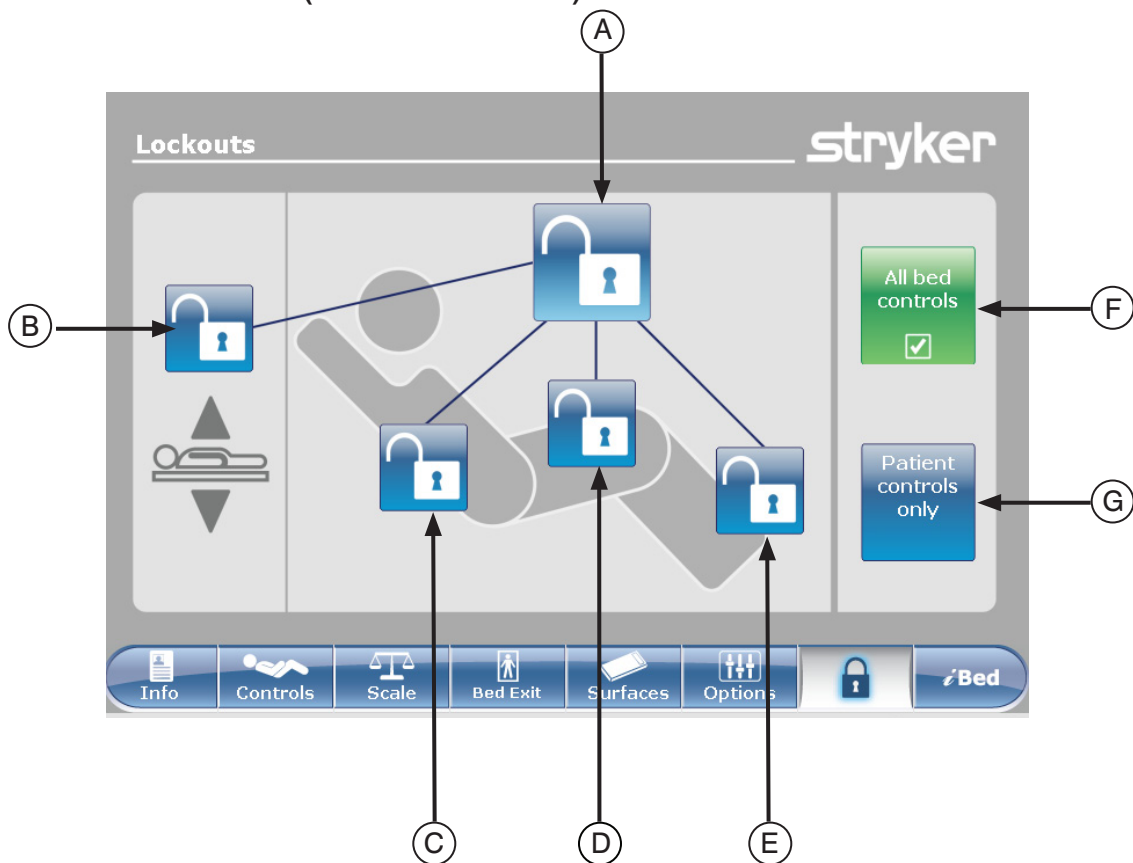 A
Lockouts
stryker
B
All bed
controls
F
Patient
controls
only
G
Info
Controls
Scale
Bed Exit
Surfaces
Options
iBed
C
D
E